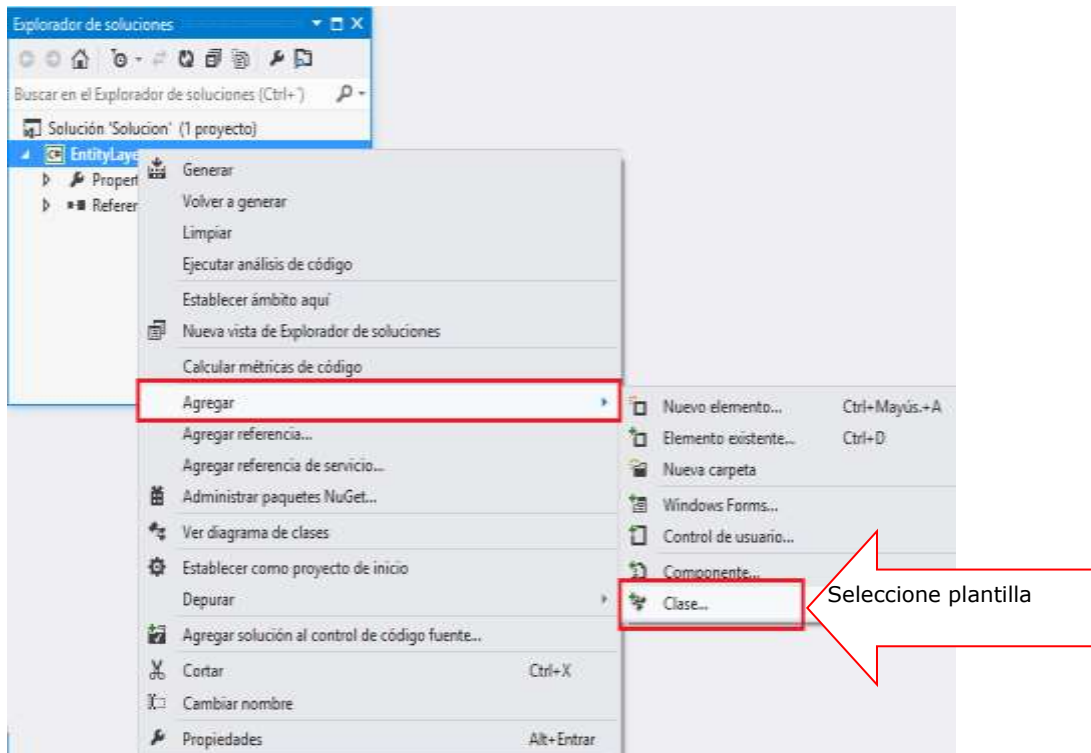 Explorador de soluciones
Buscar en el Explorador de soluciones (Ctrl+´)
Solución 'Solucion' (1 proyecto)
EntityLaye
Propert
Referer
Generar
Volver a generar
Limpiar
Ejecutar análisis de código
Establecer ámbito aquí
Nueva vista de Explorador de soluciones
Calcular métricas de código
Agregar
Agregar referencia...
Agregar referencia de servicio...
Administrar paquetes NuGet...
Ver diagrama de clases
Establecer como proyecto de inicio
Depurar
Agregar solución al control de código fuente...
Cortar Ctrl+X
Cambiar nombre
Propiedades Alt+Entrar
Nuevo elemento... Ctrl+Mayús.+A
Elemento existente... Ctrl+D
Nueva carpeta
Windows Forms...
Control de usuario...
Componente...
Clase...
Seleccione plantilla